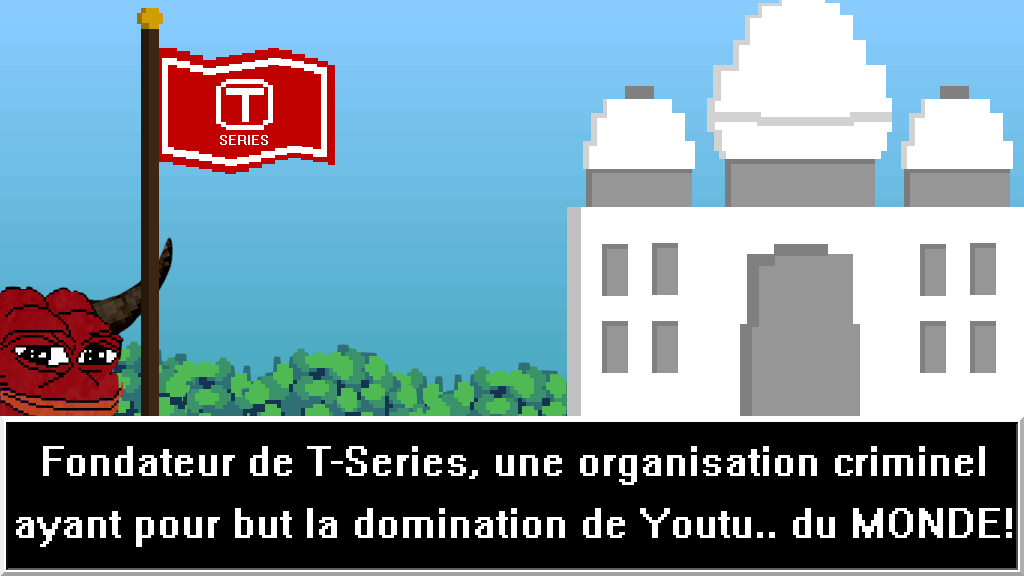 T
SERIES
Fondateur de T-Series, une organisation criminel
ayant pour but la domination de Youtu.. du MONDE!